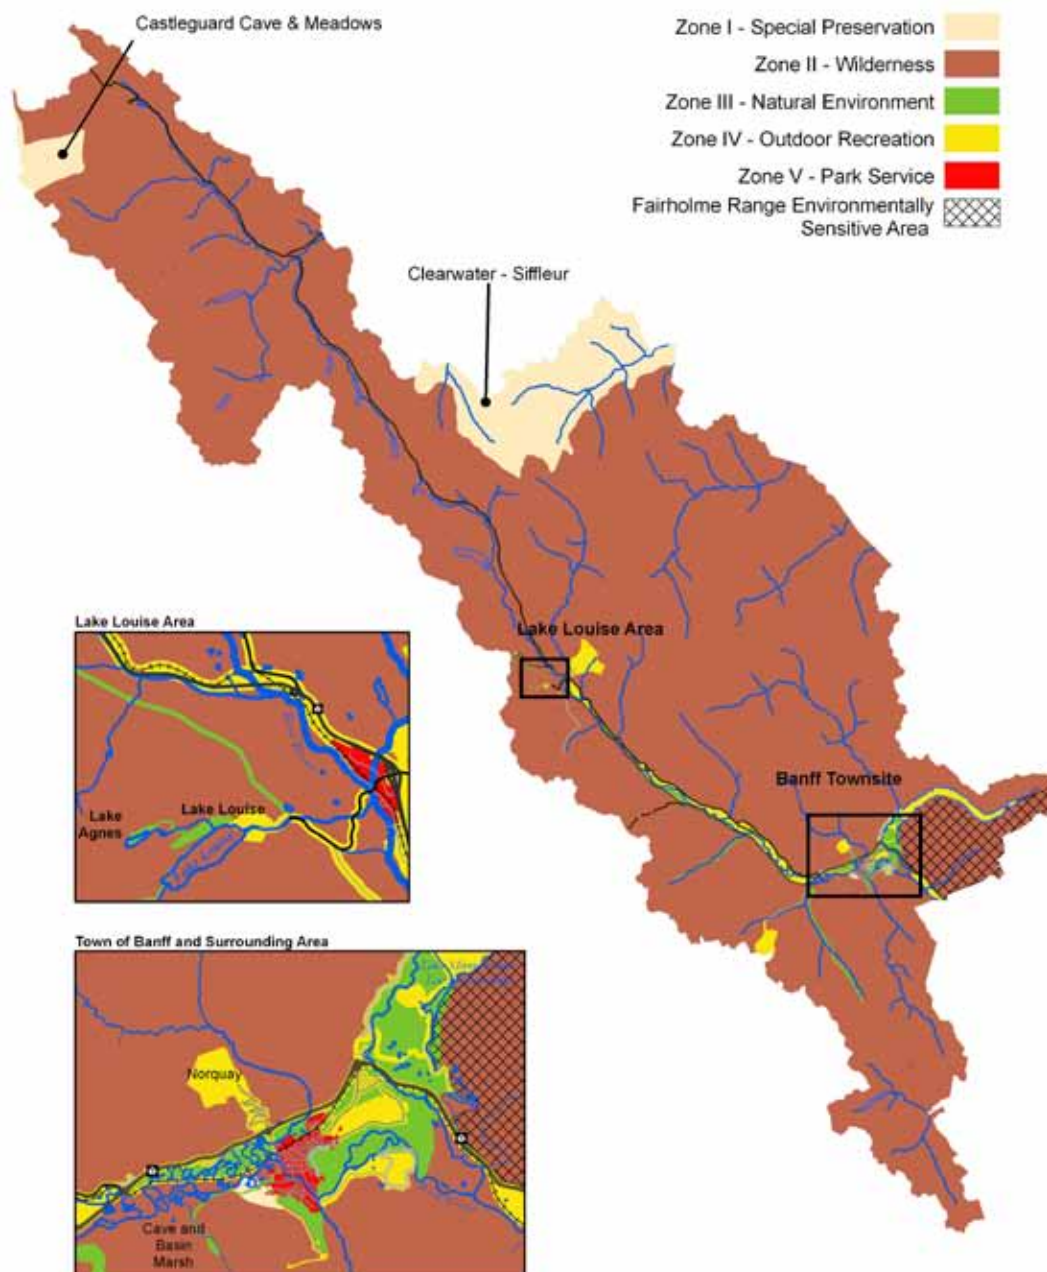 Castleguard Cave & Meadows
Zone I - Special Preservation
Zone II - Wilderness
Zone III - Natural Environment
Zone IV - Outdoor Recreation
Zone V - Park Service
Fairholme Range Environmentally
Sensitive Area
Clearwater - Siffleur
Lake Louise Area
Banff Townsite
Lake Louise Area
Lake Louise
Lake
Agnes
Town of Banff and Surrounding Area
Norquay
Cave and
Basin
Marsh